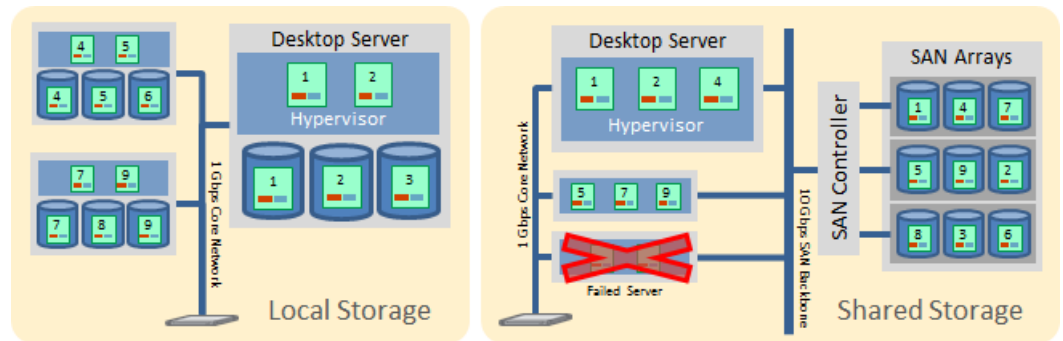 4 5
4 5 6
7 9
7 8 9
1 Gbps Core Network
Desktop Server
1 2
Hypervisor
1 2 3
Local Storage
Desktop Server
1 2 4
Hypervisor
5 7 9
Failed Server
1 Gbps Core Network
10 Gbps SAN Backbone
SAN Controller
SAN Arrays
1 4 7
5 9 2
8 3 6
Shared Storage